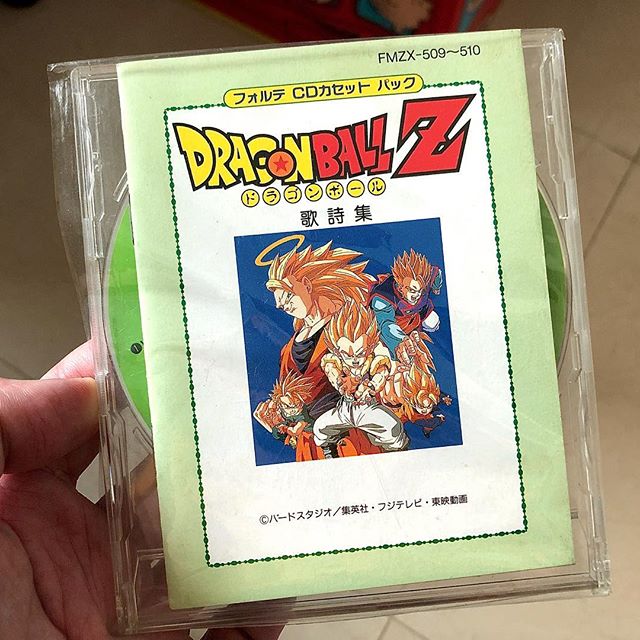 FMZX-509〜510
フォルテ CDカセット パック
DRAGON BALL Z
ドラゴンボール
歌詩集
©バードスタジオ／集英社・フジテレビ・東映動画